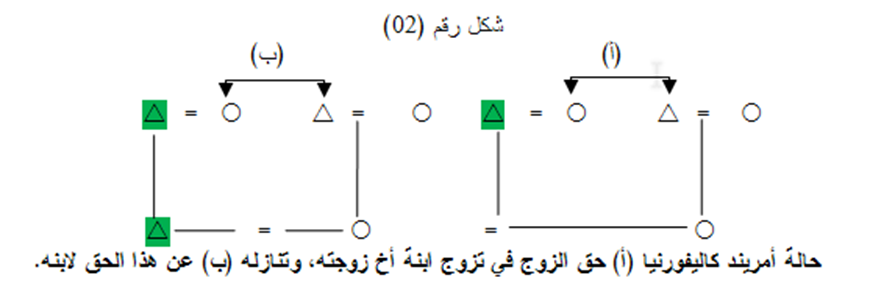 شكل رقم (02)
(أ) (ب)
= = = =
= =
حالة أمريند كاليفورنيا (أ) حق الزوج في تزوج ابنة أخ زوجته، وتنازله (ب) عن هذا الحق لابنه.